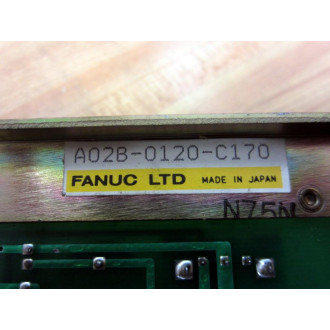 A02B-0120-C170
FANUC LTD MADE IN JAPAN
N75N